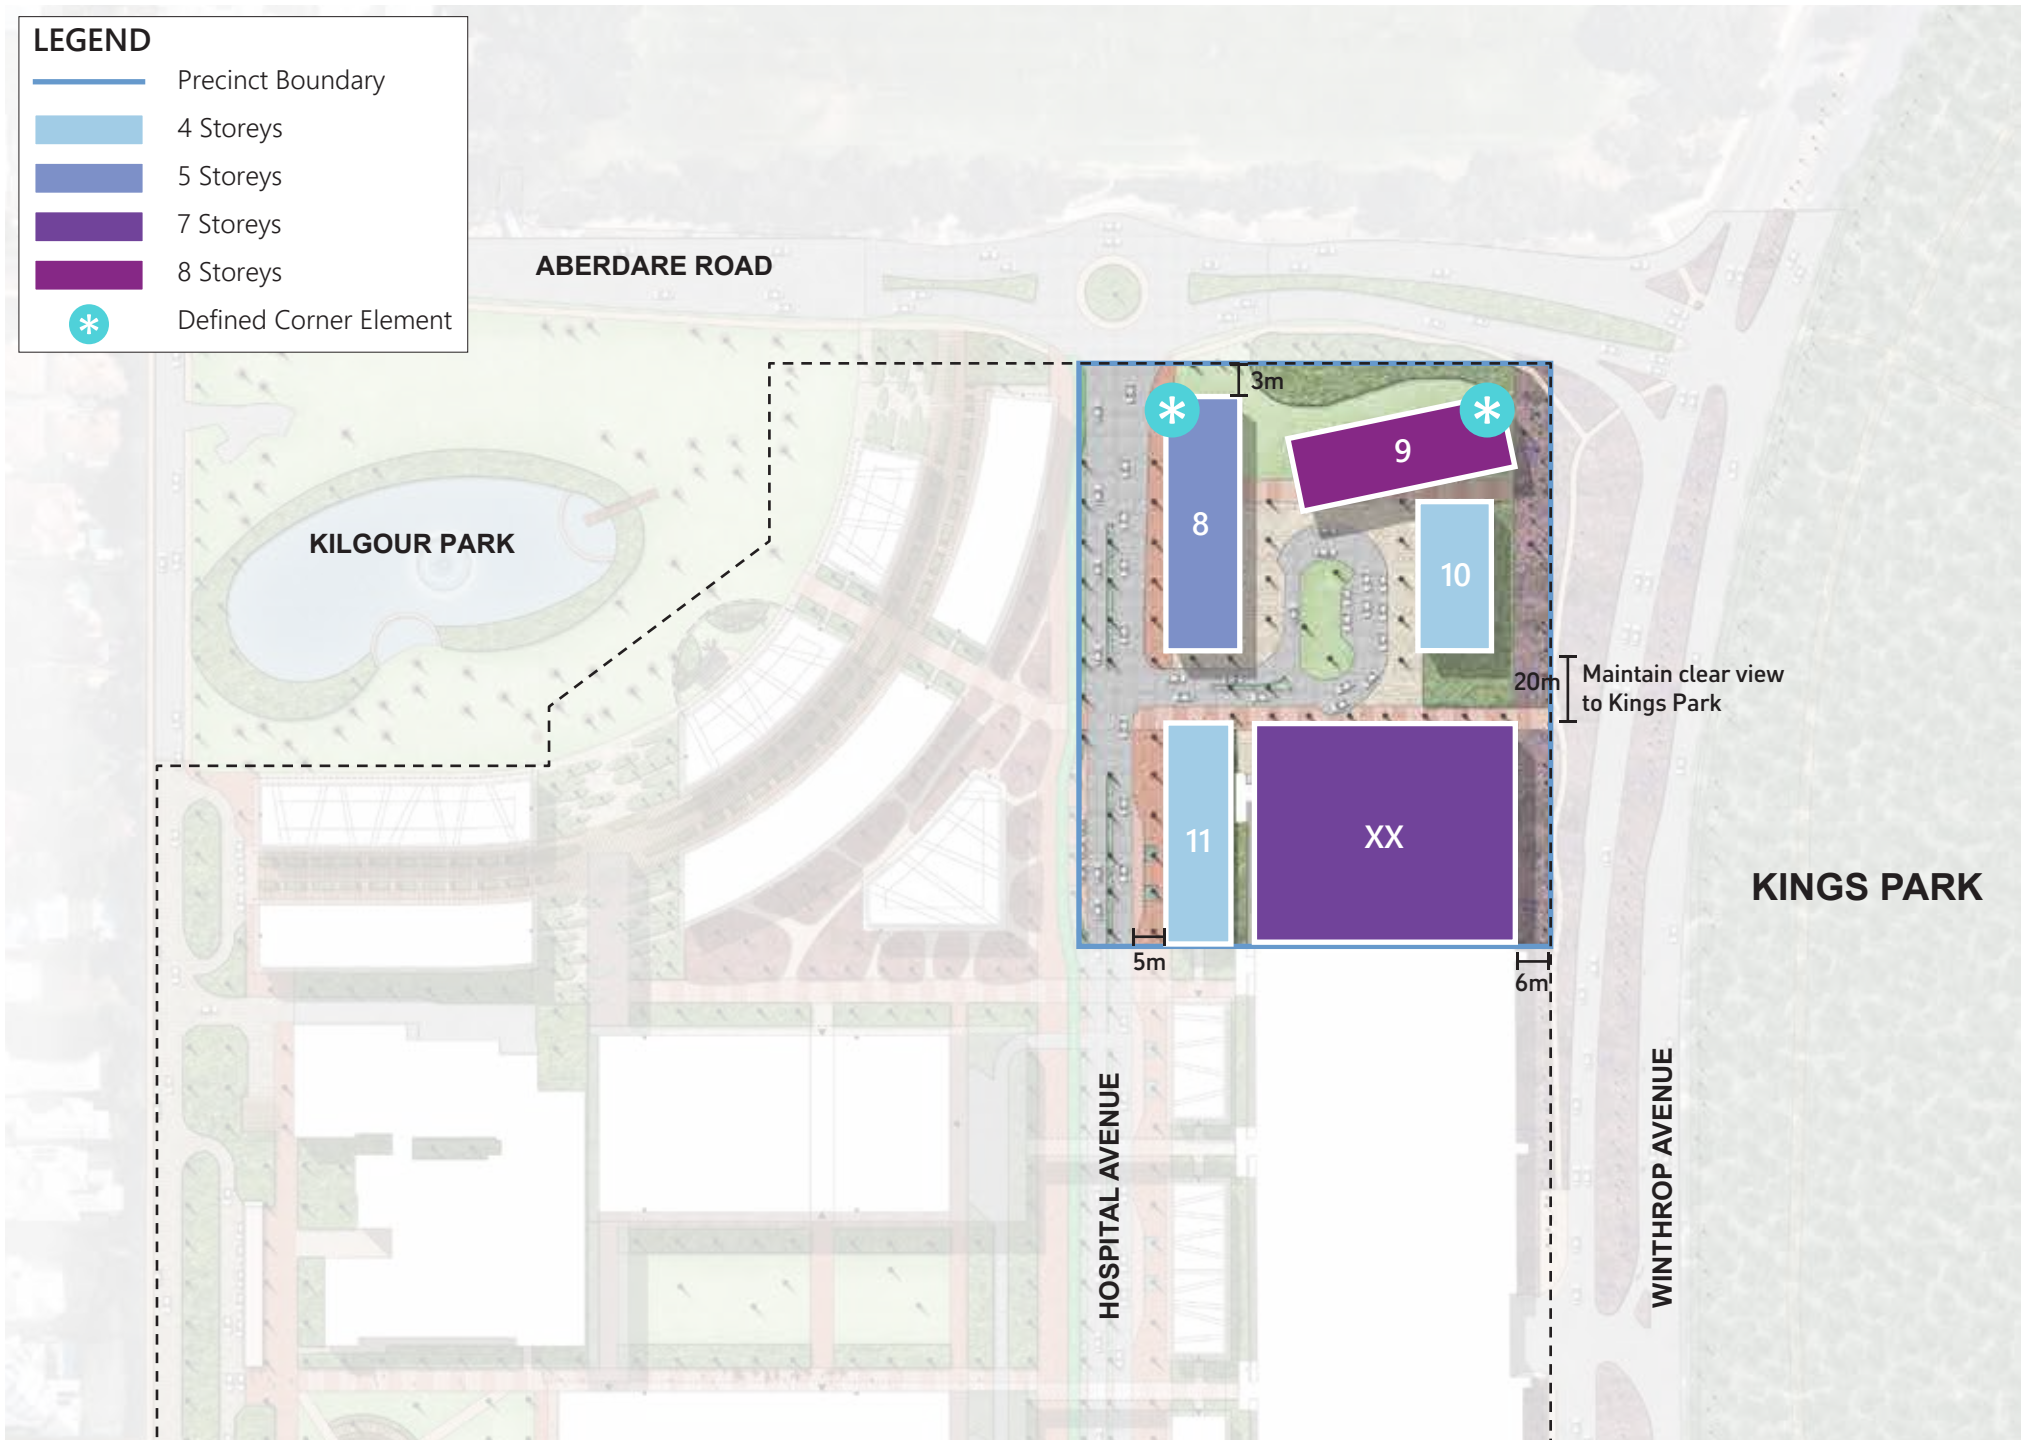 LEGEND
Precinct Boundary
4 Storeys
5 Storeys
7 Storeys
8 Storeys
* Defined Corner Element
ABERDARE ROAD
3m
*
*
9
8
KILGOUR PARK
10
20m
Maintain clear view
to Kings Park
11
XX
KINGS PARK
5m
6m
HOSPITAL AVENUE
WINTHROP AVENUE